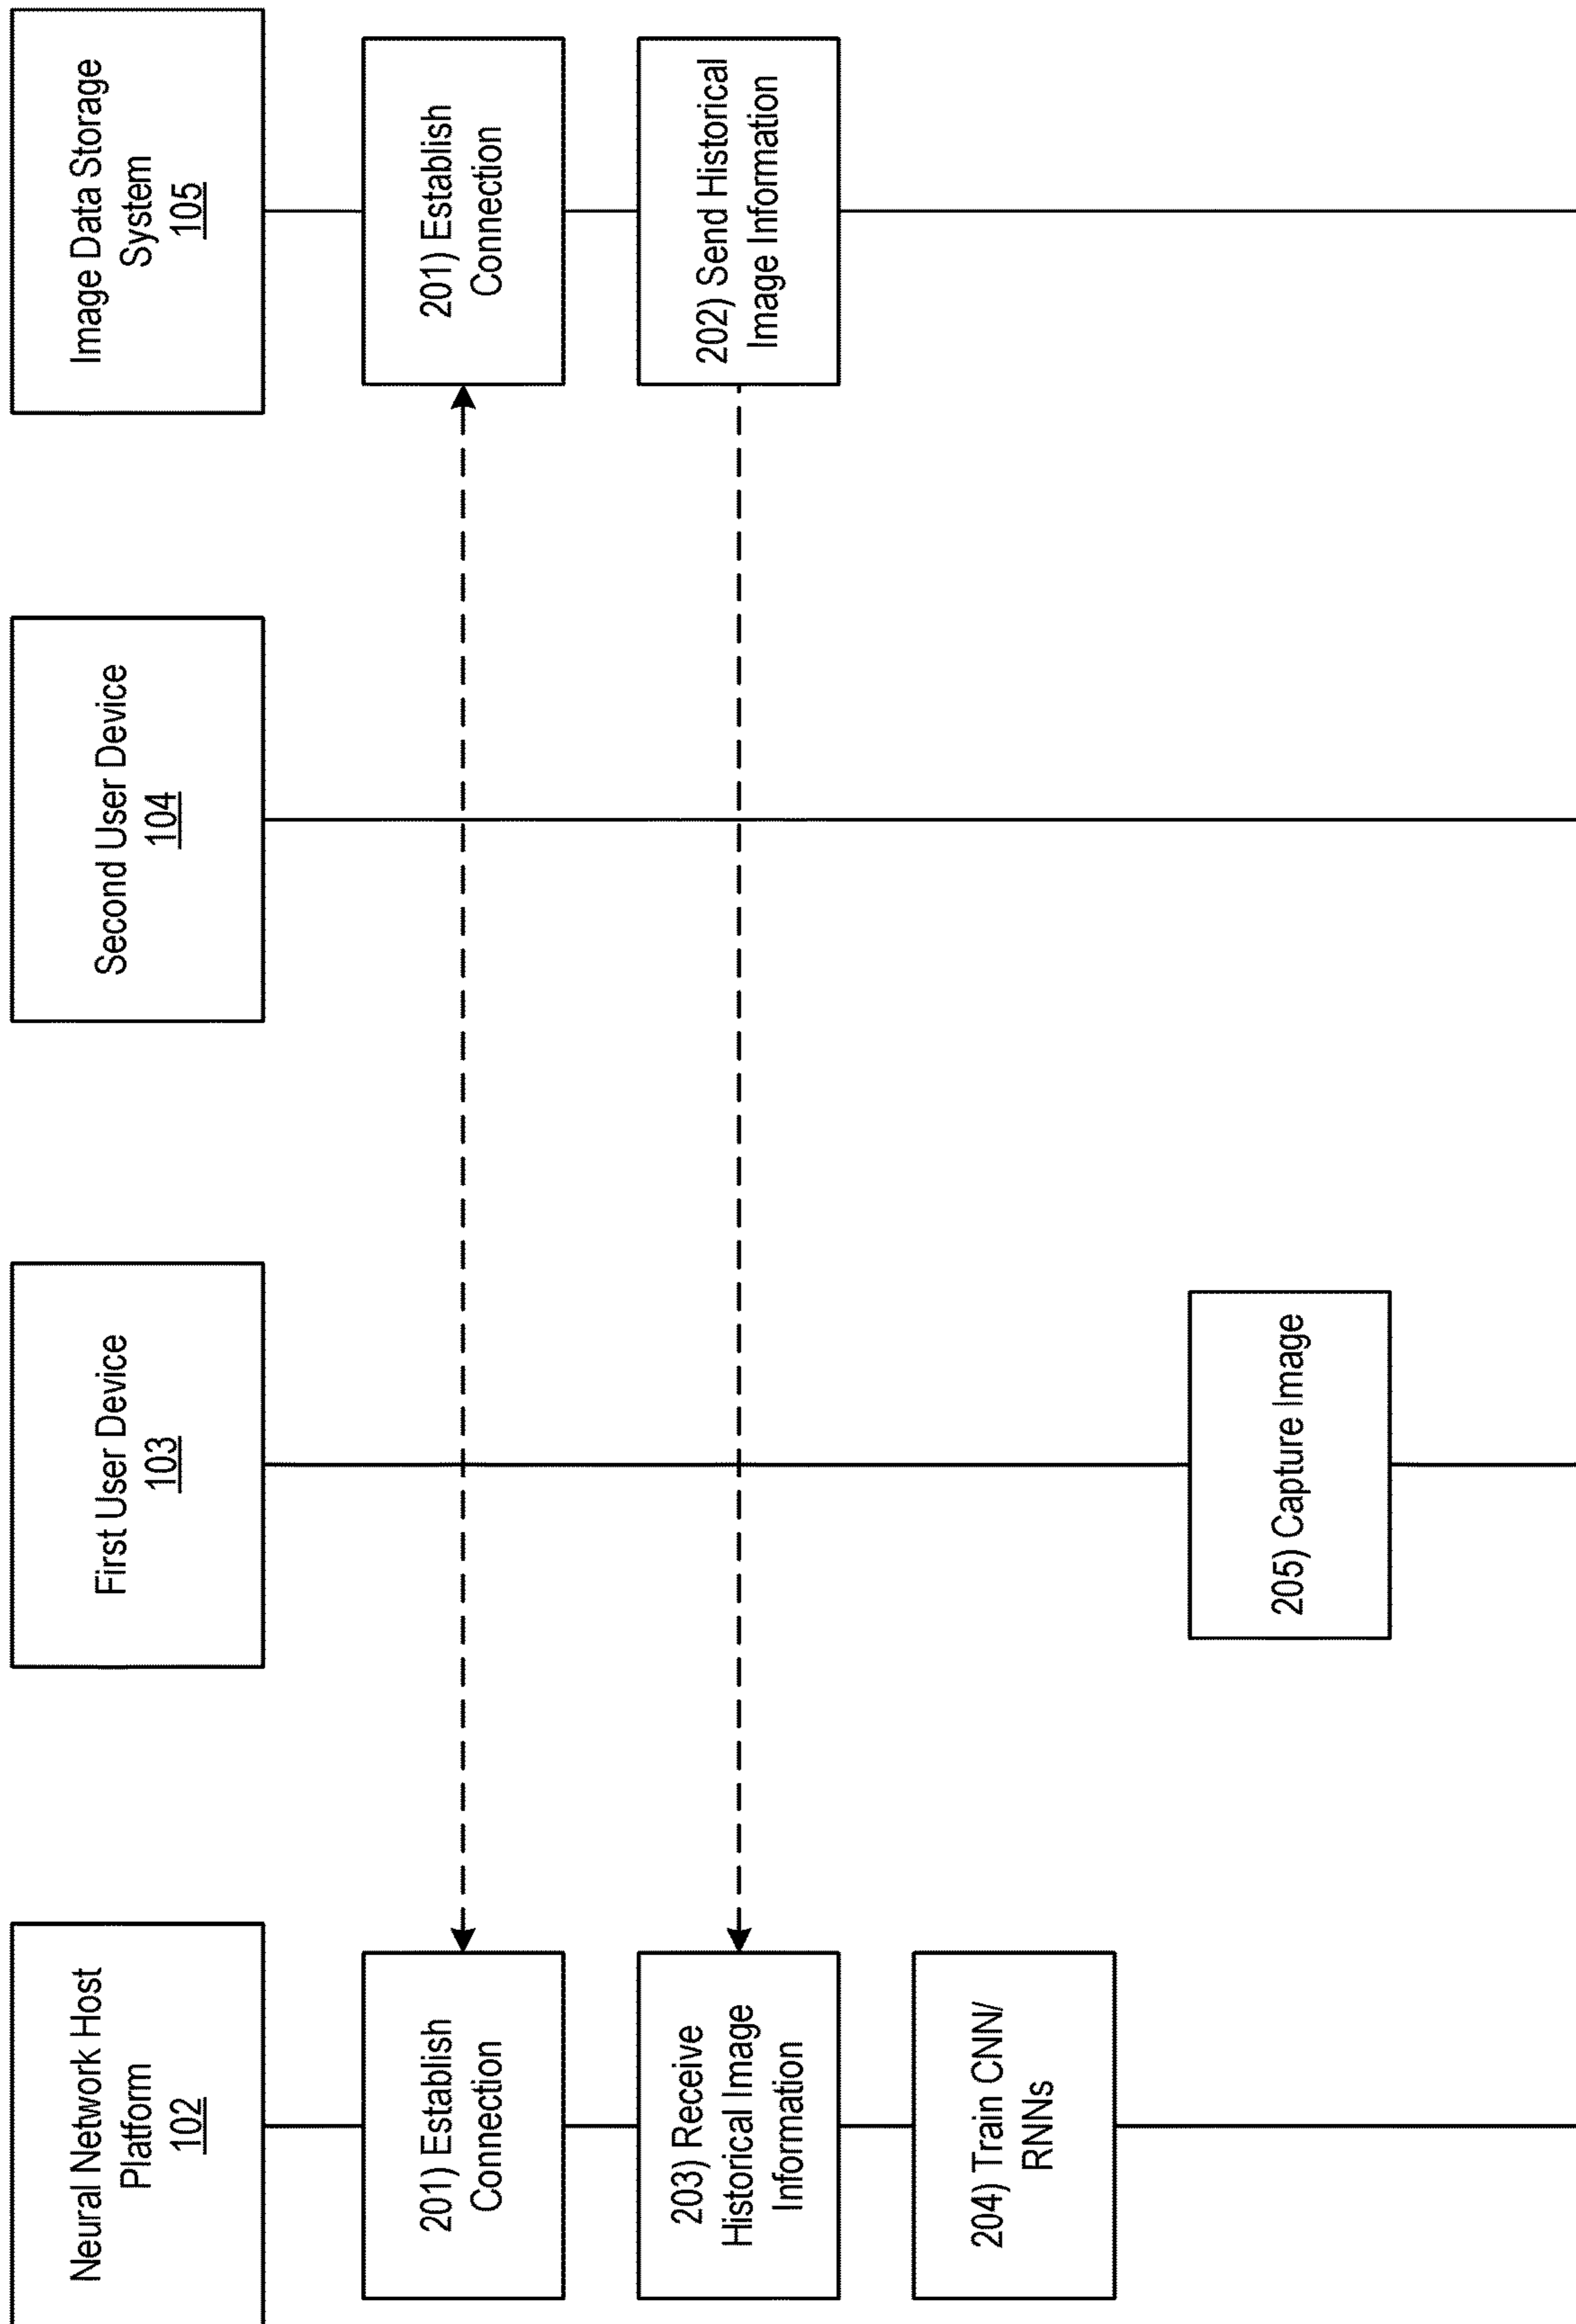 Neural Network Host
Platform
102
First User Device
103
Second User Device
104
Image Data Storage
System
105
201) Establish
Connection
201) Establish
Connection
203) Receive
Historical Image
Information
202) Send Historical
Image Information
204) Train CNN/
RNNs
205) Capture Image